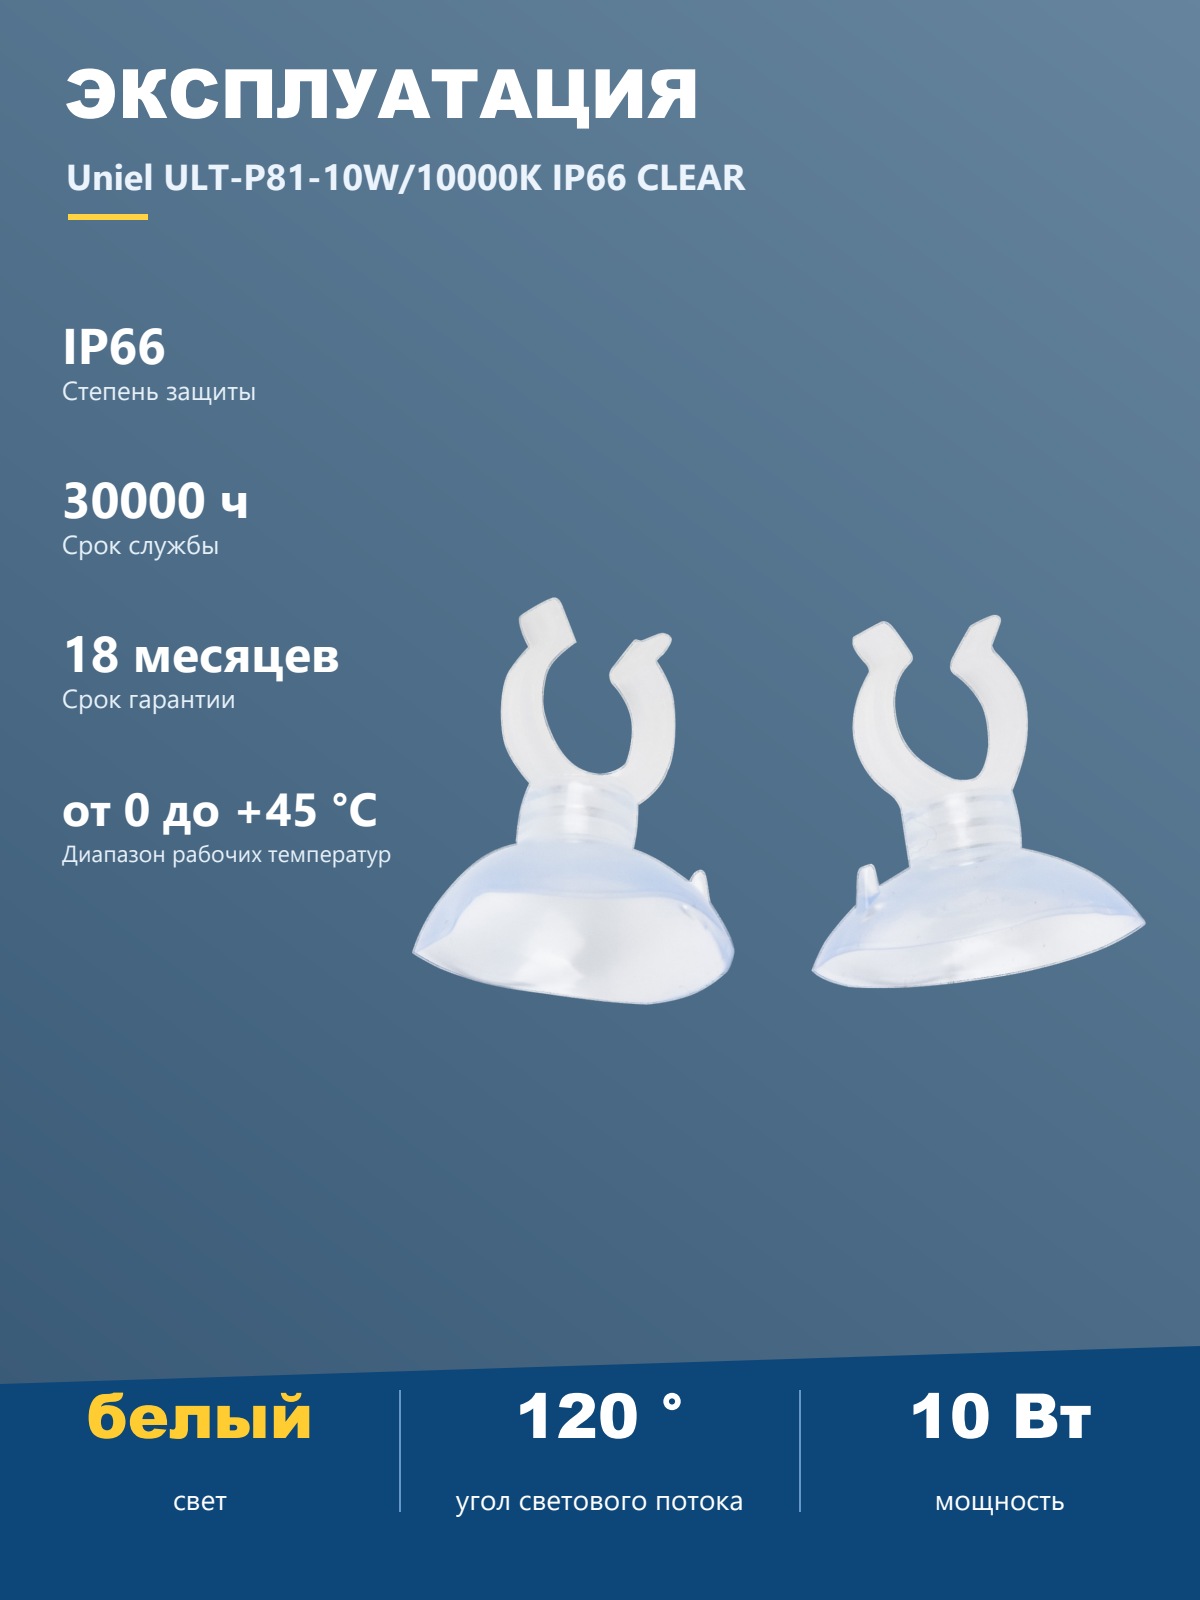 ЭКСПЛУАТАЦИЯ
Uniel ULT-P81-10W/10000K IP66 CLEAR
IP66
Степень защиты
30000 ч
Срок службы
18 месяцев
Срок гарантии
от 0 до +45 °C
Диапазон рабочих температур
белый
свет
120 °
угол светового потока
10 Вт
мощность